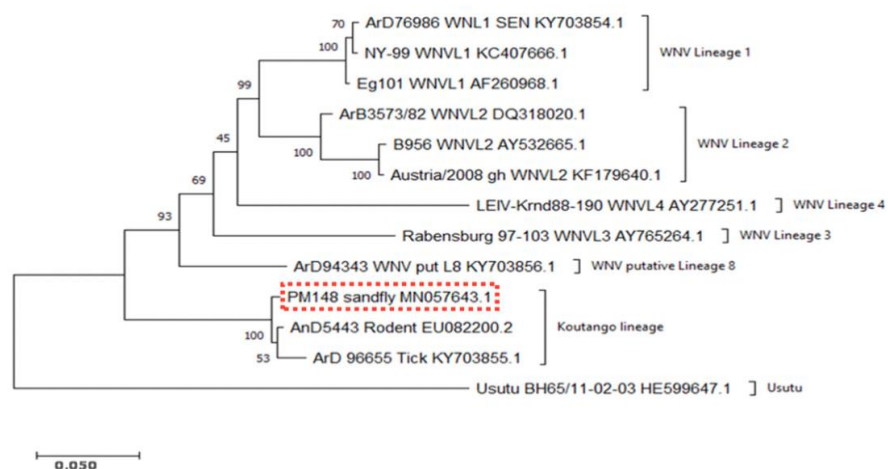 70
ArD76986 WNL1 SEN KY703854.1
100
NY-99 WNVL1 KC407666.1
WNV Lineage 1
Eg101 WNVL1 AF260968.1
99
ArB3573/82 WNVL2 DQ318020.1
45
100
B956 WNVL2 AY532665.1
WNV Lineage 2
100
Austria/2008 gh WNVL2 KF179640.1
69
LEIV-Krnd88-190 WNVL4 AY277251.1
WNV Lineage 4
93
Rabensburg 97-103 WNVL3 AY765264.1
WNV Lineage 3
ArD94343 WNV put L8 KY703856.1
WNV putative Lineage 8
PM148 sandfly MN057643.1
100
AnD5443 Rodent EU082200.2
Koutango lineage
53
ArD 96655 Tick KY703855.1
Usutu BH65/11-02-03 HE599647.1
Usutu
0.050